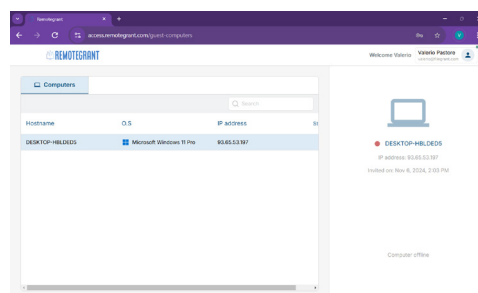 Remotegrant
access.remotegrant.com/guest-computers
REMOTEGRANT
Welcome Valerio
Valerio Pastore
Computers
Search
Hostname O.S IP address
DESKTOP-HBLDED5 Microsoft Windows 11 Pro 93.65.53.197
DESKTOP-HBLDED5
IP address: 93.65.53.197
Invited on: Nov 6, 2024, 2:00 PM
Computer offline